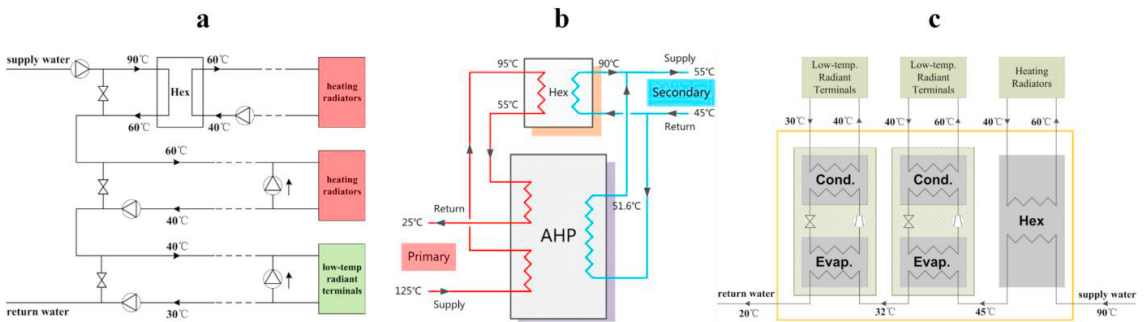 a
supply water
90℃
60℃
Hex
heating
radiators
60℃
40℃
60℃
heating
radiators
40℃
40℃
low-temp
radiant
terminals
return water
30℃
b
95℃
90℃
Supply
55℃
Hex
Secondary
55℃
45℃
Return
Return
51.6℃
25℃
AHP
Primary
125℃
Supply
c
Low-temp.
Radiant
Terminals
Low-temp.
Radiant
Terminals
Heating
Radiators
30℃
40℃
40℃
60℃
40℃
60℃
Cond.
Cond.
Hex
Evap.
Evap.
return water
supply water
20℃
32℃
45℃
90℃